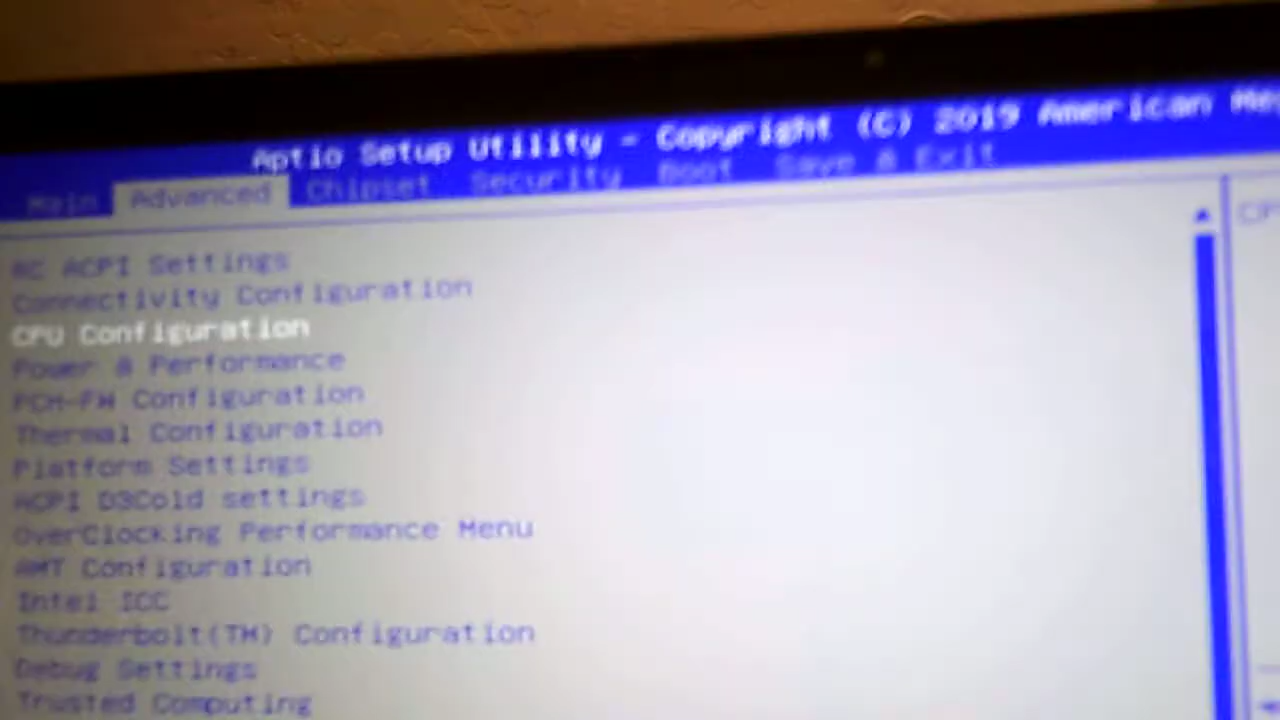 Aptio Setup Utility – Copyright (C) 2019 American
Main Advanced Chipset Security Boot Save & Exit
RC ACPI Settings
Connectivity Configuration
CPU Configuration
Power & Performance
PCH-FW Configuration
Thermal Configuration
Platform Settings
ACPI D3Cold settings
OverClocking Performance Menu
AMT Configuration
Intel ICC
Thunderbolt(TM) Configuration
Debug Settings
Trusted Computing